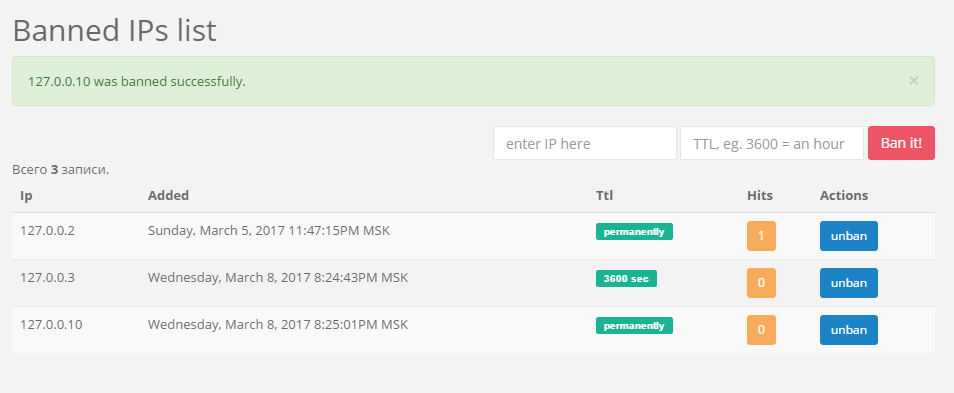 Banned IPs list
127.0.0.10 was banned successfully. ×
enter IP here TTL, eg. 3600 = an hour Ban it!
Всего 3 записи.
Ip Added Ttl Hits Actions
127.0.0.2 Sunday, March 5, 2017 11:47:15PM MSK permanently 1 unban
127.0.0.3 Wednesday, March 8, 2017 8:24:43PM MSK 3600 sec 0 unban
127.0.0.10 Wednesday, March 8, 2017 8:25:01PM MSK permanently 0 unban